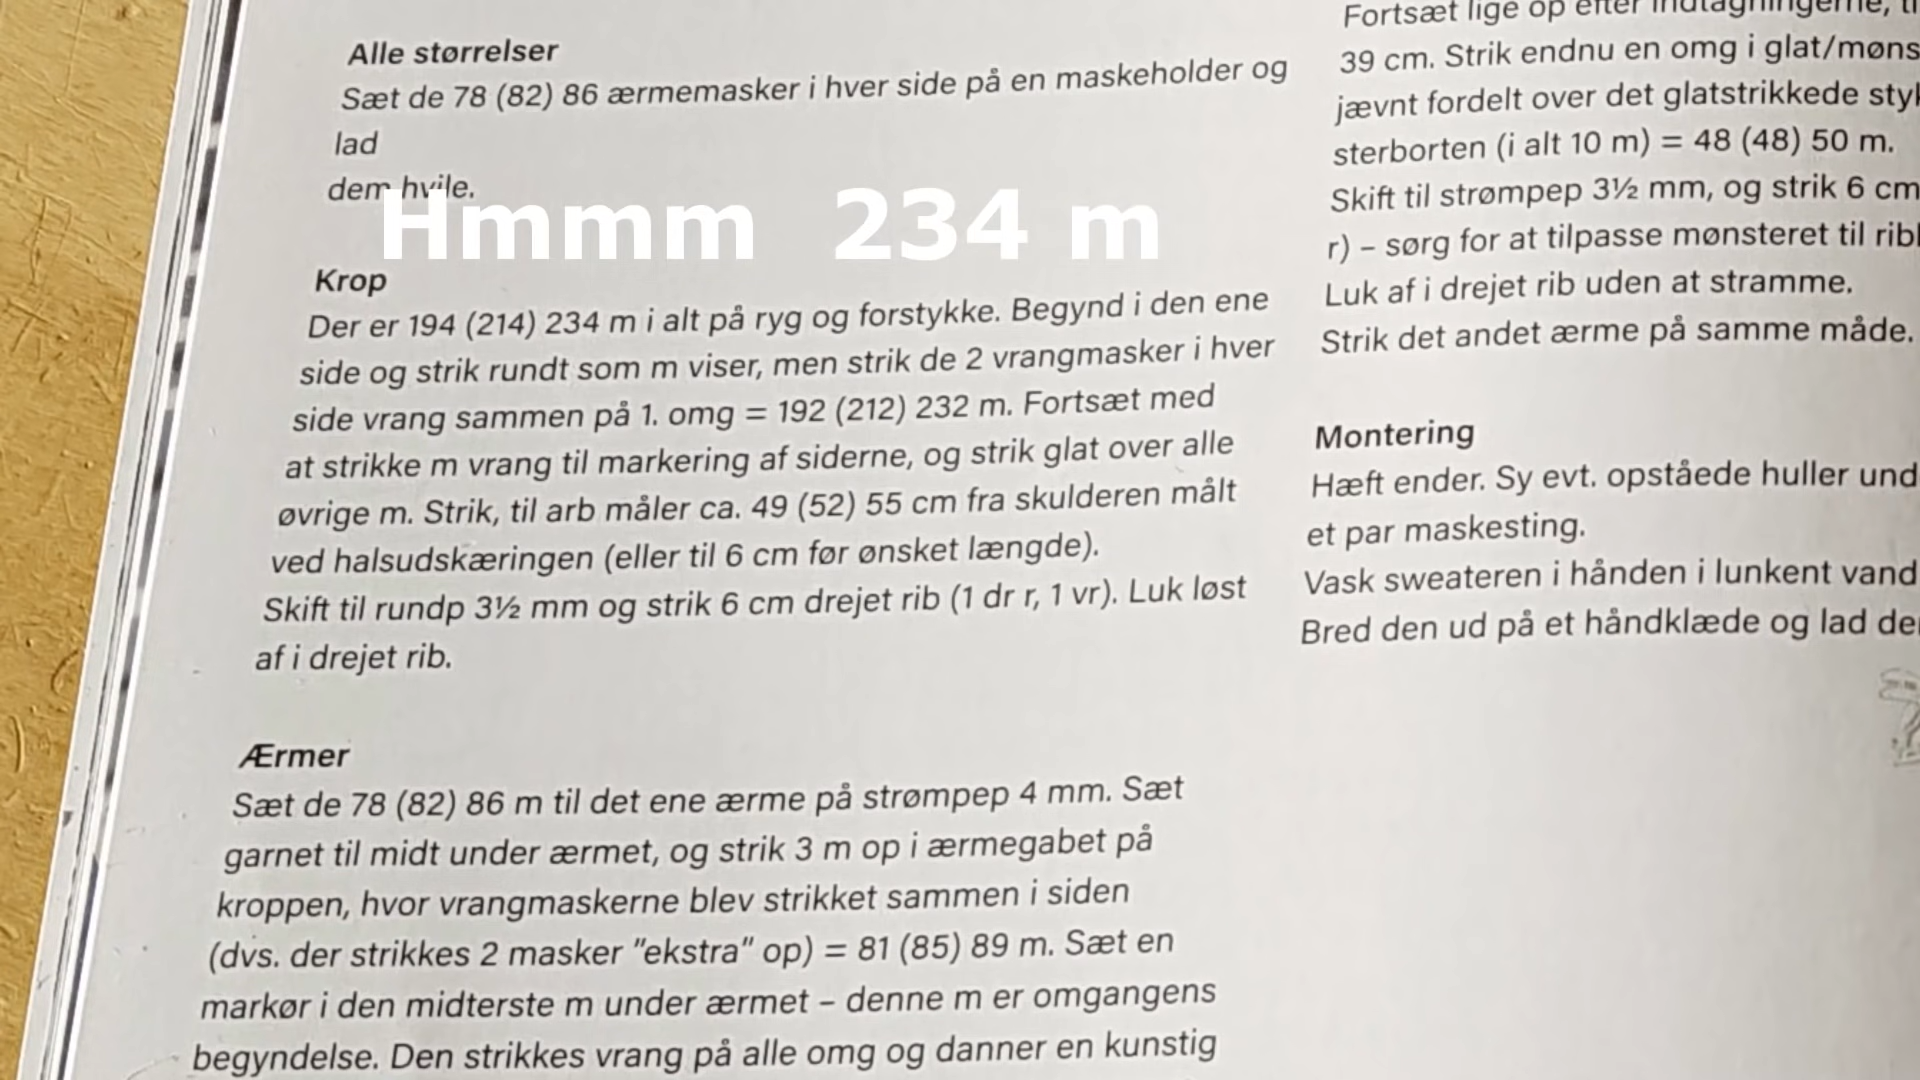 Alle størrelser
Sæt de 78 (82) 86 ærmemasker i hver side på en maskeholder og
lad
dem hvile.
Hmmm 234 m
Krop
Der er 194 (214) 234 m i alt på ryg og forstykke. Begynd i den ene
side og strik rundt som m viser, men strik de 2 vrangmasker i hver
side vrang sammen på 1. omg = 192 (212) 232 m. Fortsæt med
at strikke m vrang til markering af siderne, og strik glat over alle
øvrige m. Strik, til arb måler ca. 49 (52) 55 cm fra skulderen målt
ved halsudskæringen (eller til 6 cm før ønsket længde).
Skift til rundp 3½ mm og strik 6 cm drejet rib (1 dr r, 1 vr). Luk løst
af i drejet rib.
Ærmer
Sæt de 78 (82) 86 m til det ene ærme på strømpep 4 mm. Sæt
garnet til midt under ærmet, og strik 3 m op i ærmegabet på
kroppen, hvor vrangmaskerne blev strikket sammen i siden
(dvs. der strikkes 2 masker "ekstra" op) = 81 (85) 89 m. Sæt en
markør i den midterste m under ærmet – denne m er omgangens
begyndelse. Den strikkes vrang på alle omg og danner en kunstig
Fortsæt lige op efter indtagningerne,
39 cm. Strik endnu en omg i glat/møns
jævnt fordelt over det glatstrikkede
sterborten (i alt 10 m) = 48 (48) 50 m.
Skift til strømpep 3½ mm, og strik 6 cm
r) – sørg for at tilpasse mønsteret til
Luk af i drejet rib uden at stramme.
Strik det andet ærme på samme måde.
Montering
Hæft ender. Sy evt. opståede huller und
et par maskesting.
Vask sweateren i hånden i lunkent vand
Bred den ud på et håndklæde og lad